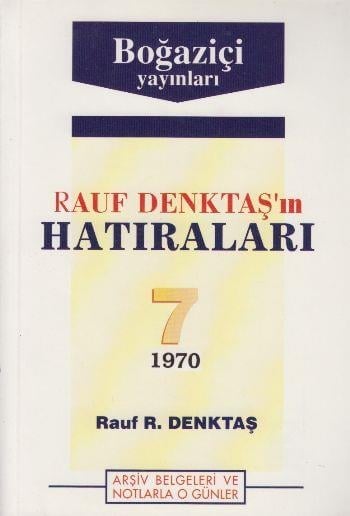 Boğaziçi
yayınları
RAUF DENKTAŞ'ın
HATIRALARI
7
1970
Rauf R. DENKTAŞ
ARŞİV BELGELERİ VE
NOTLARLA O GÜNLER